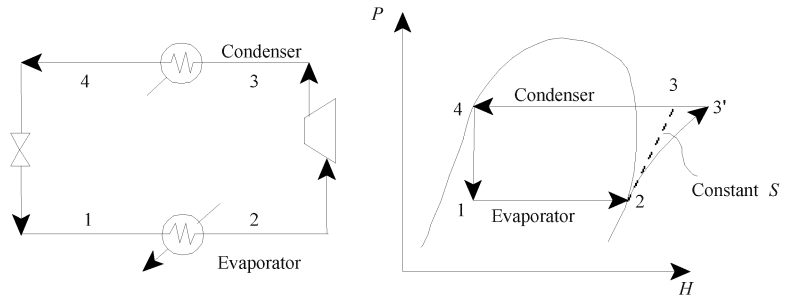 Condenser
4
3
1
2
Evaporator
P
3
4
Condenser
3'
Constant S
1
2
Evaporator
H